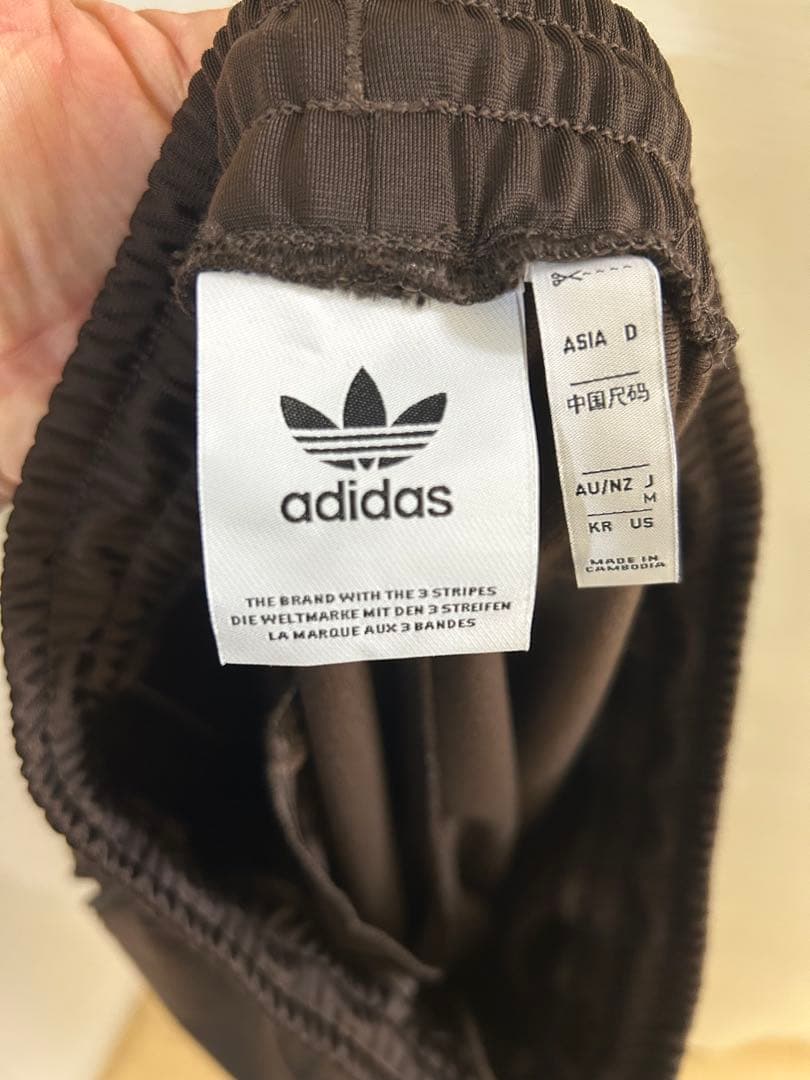 adidas
THE BRAND WITH THE 3 STRIPES
DIE WELTMARKE MIT DEN 3 STREIFEN
LA MARQUE AUX 3 BANDES
ASIA D
中国尺码
AU/NZ J
M
KR US
MADE IN
CAMBODIA